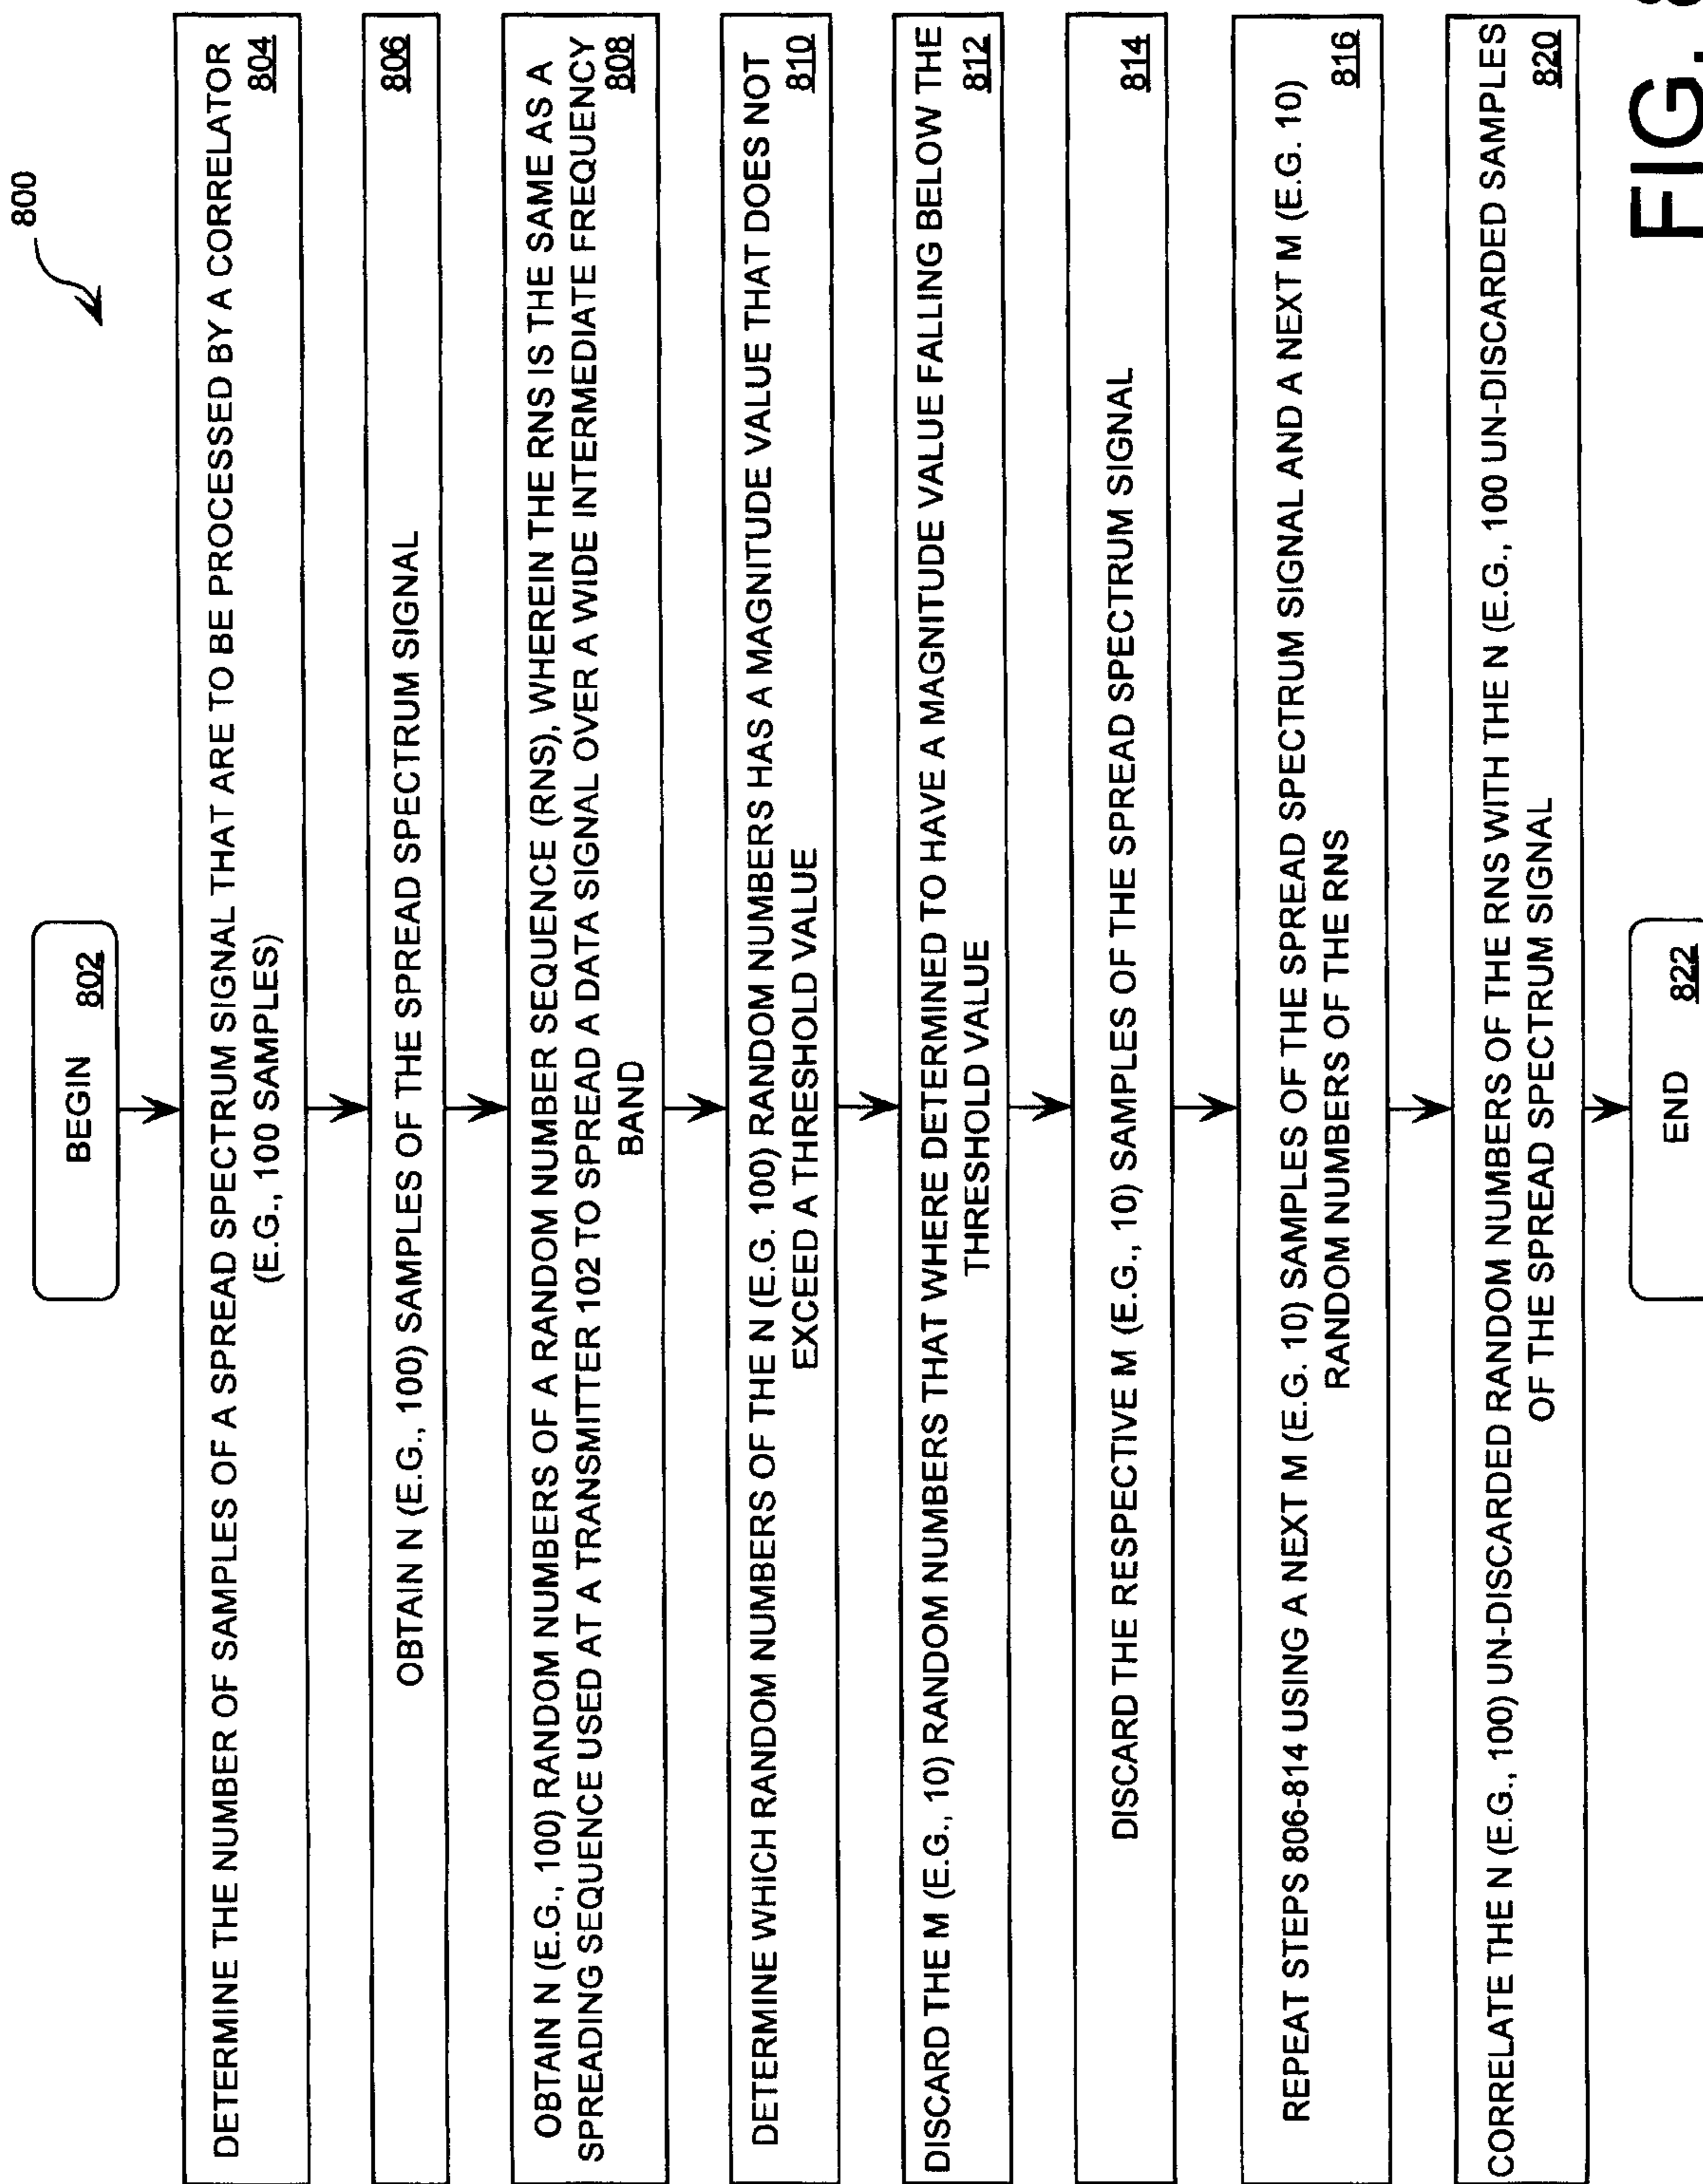 800
BEGIN 802
DETERMINE THE NUMBER OF SAMPLES OF A SPREAD SPECTRUM SIGNAL THAT ARE TO BE PROCESSED BY A CORRELATOR
(E.G., 100 SAMPLES) 804
OBTAIN N (E.G., 100) SAMPLES OF THE SPREAD SPECTRUM SIGNAL 806
OBTAIN N (E.G., 100) RANDOM NUMBERS OF A RANDOM NUMBER SEQUENCE (RNS), WHEREIN THE RNS IS THE SAME AS A
SPREADING SEQUENCE USED AT A TRANSMITTER 102 TO SPREAD A DATA SIGNAL OVER A WIDE INTERMEDIATE FREQUENCY
BAND 808
DETERMINE WHICH RANDOM NUMBERS OF THE N (E.G. 100) RANDOM NUMBERS HAS A MAGNITUDE VALUE THAT DOES NOT
EXCEED A THRESHOLD VALUE 810
DISCARD THE M (E.G., 10) RANDOM NUMBERS THAT WHERE DETERMINED TO HAVE A MAGNITUDE VALUE FALLING BELOW THE
THRESHOLD VALUE 812
DISCARD THE RESPECTIVE M (E.G., 10) SAMPLES OF THE SPREAD SPECTRUM SIGNAL 814
REPEAT STEPS 806-814 USING A NEXT M (E.G. 10) SAMPLES OF THE SPREAD SPECTRUM SIGNAL AND A NEXT M (E.G. 10)
RANDOM NUMBERS OF THE RNS 816
CORRELATE THE N (E.G., 100) UN-DISCARDED RANDOM NUMBERS OF THE RNS WITH THE N (E.G., 100 UN-DISCARDED SAMPLES
OF THE SPREAD SPECTRUM SIGNAL 820
END 822
FIG. 8